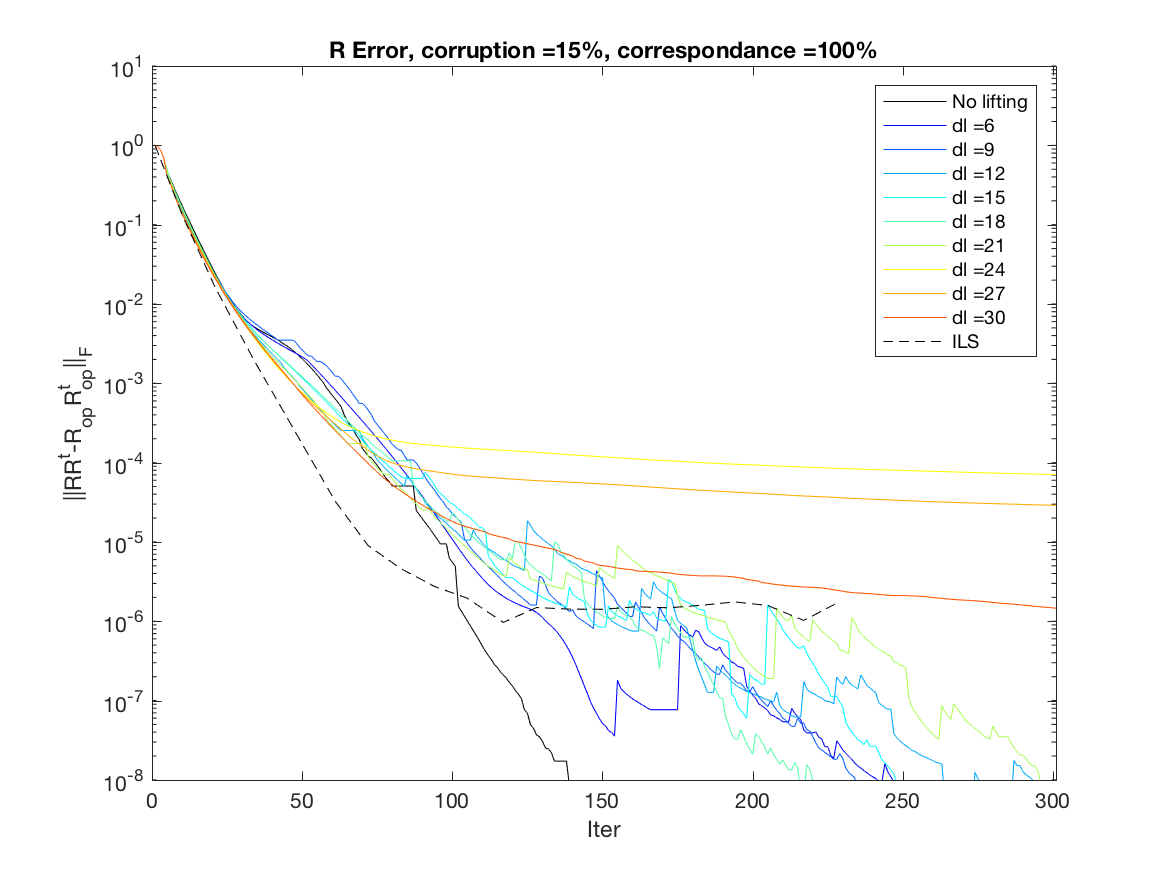 R Error, corruption =15%, correspondance =100%
10^1
10^0
10^-1
10^-2
10^-3
10^-4
10^-5
10^-6
10^-7
10^-8
||RR^t-R_op R^t_op||_F
No lifting
dl =6
dl =9
dl =12
dl =15
dl =18
dl =21
dl =24
dl =27
dl =30
ILS
0 50 100 150 200 250 300
Iter